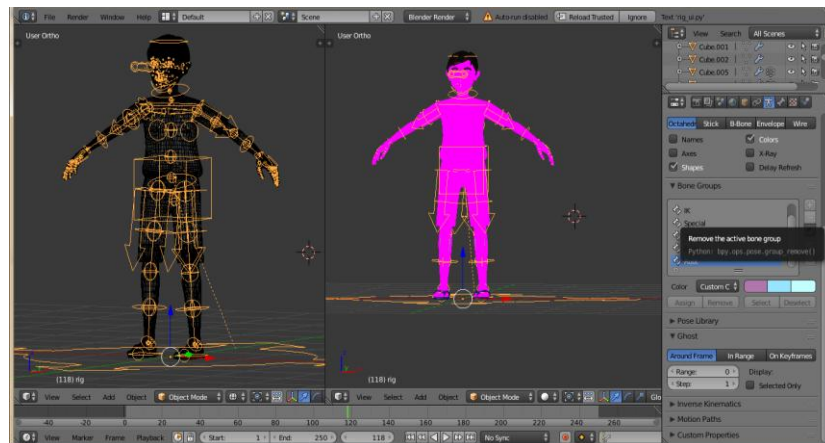 File Render Window Help Default Scene Blender Render Auto-run disabled Reload Trusted Ignore Text 'rig_ui.py'
User Ortho
User Ortho
View Search All Scenes
Cube.001
Cube.002
Cube.005
Octahedr Stick B-Bone Envelope Wire
Names Colors
Axes X-Ray
Shapes Delay Refresh
Bone Groups
IK
Special
Remove the active bone group
Python: bpy.ops.pose.group_remove()
Color Custom C
Assign Remove Select Deselect
Pose Library
Ghost
Around Frame In Range On Keyframes
Range: 0 Display:
Step: 1 Selected Only
Inverse Kinematics
Motion Paths
Custom Properties
(118) rig
(118) rig
View Select Add Object Object Mode
View Select Add Object Object Mode Glo
-40 -20 0 20 40 60 80 100 120 140 160 180 200 220 240 260
View Marker Frame Playback Start: 1 End: 250 118 No Sync